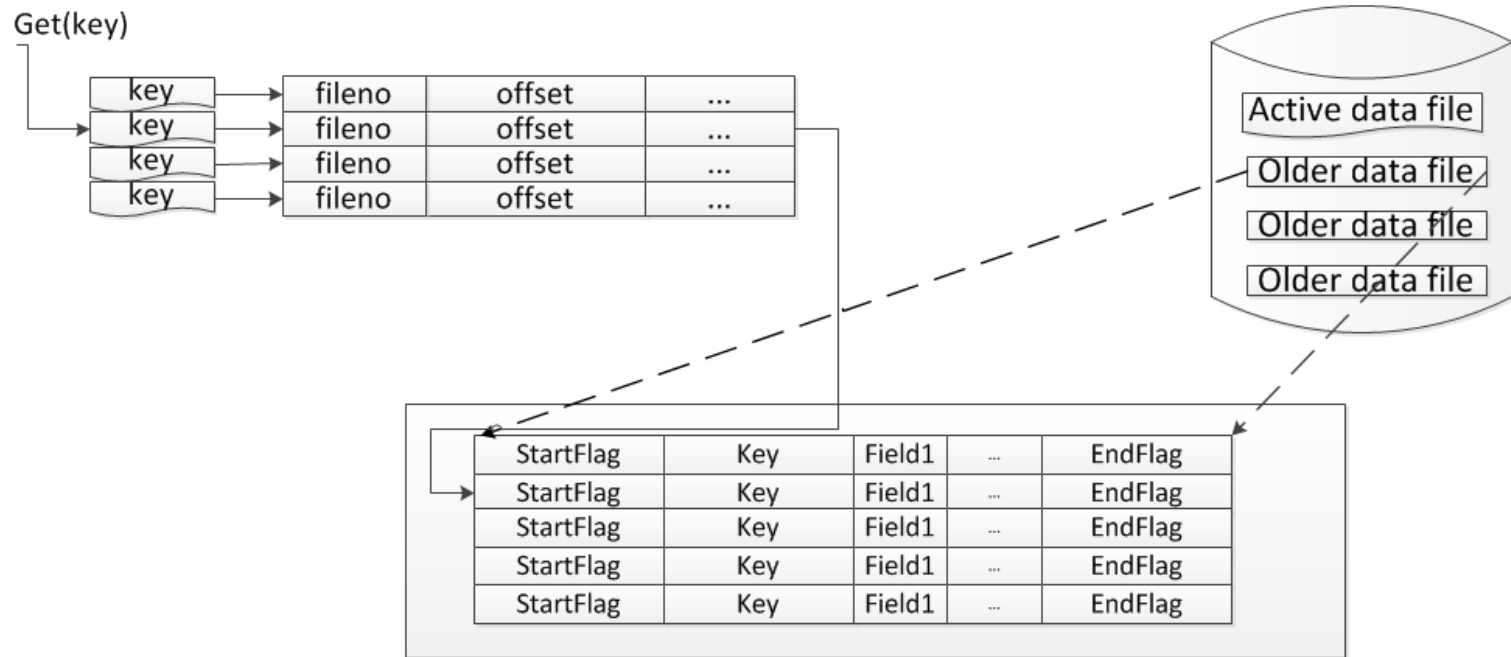 Get(key)
key fileno offset ...
key fileno offset ...
key fileno offset ...
key fileno offset ...
Active data file
Older data file
Older data file
Older data file
StartFlag Key Field1 ... EndFlag
StartFlag Key Field1 ... EndFlag
StartFlag Key Field1 ... EndFlag
StartFlag Key Field1 ... EndFlag
StartFlag Key Field1 ... EndFlag